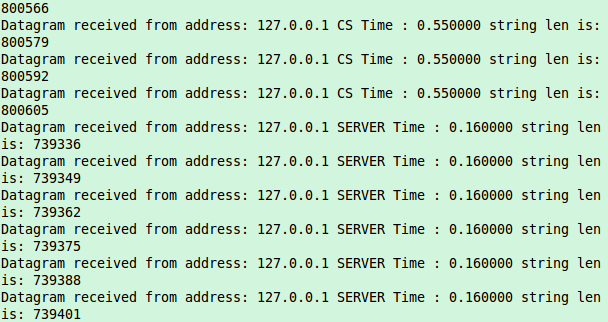 800566
Datagram received from address: 127.0.0.1 CS Time : 0.550000 string len is:
800579
Datagram received from address: 127.0.0.1 CS Time : 0.550000 string len is:
800592
Datagram received from address: 127.0.0.1 CS Time : 0.550000 string len is:
800605
Datagram received from address: 127.0.0.1 SERVER Time : 0.160000 string len
is: 739336
Datagram received from address: 127.0.0.1 SERVER Time : 0.160000 string len
is: 739349
Datagram received from address: 127.0.0.1 SERVER Time : 0.160000 string len
is: 739362
Datagram received from address: 127.0.0.1 SERVER Time : 0.160000 string len
is: 739375
Datagram received from address: 127.0.0.1 SERVER Time : 0.160000 string len
is: 739388
Datagram received from address: 127.0.0.1 SERVER Time : 0.160000 string len
is: 739401